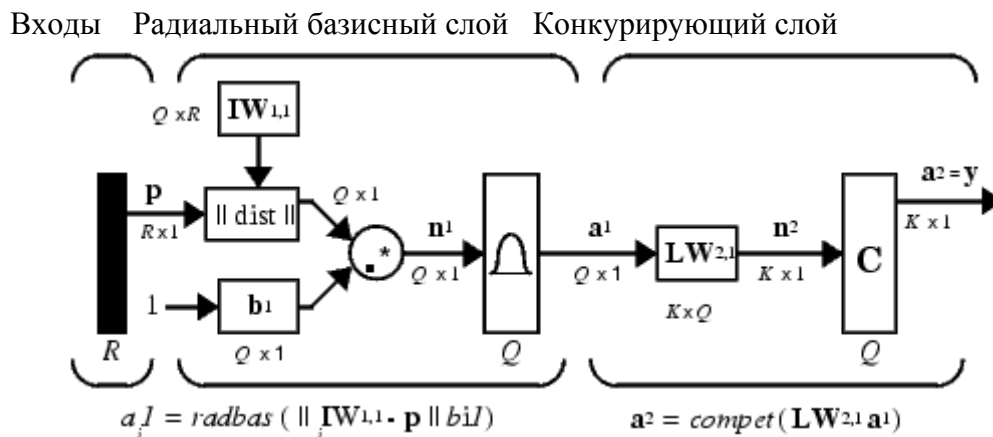 Входы Радиальный базисный слой Конкурирующий слой
Q x R
IW1,1
p
R x 1
|| dist ||
Q x 1
1
b1
Q x 1
.*
n1
Q x 1
a1
Q x 1
LW2,1
K x Q
n2
K x 1
C
a2 = y
K x 1
R
Q
Q
ai1 = radbas ( || iIW1,1 - p || bi1)
a2 = compet(LW2,1 a1)